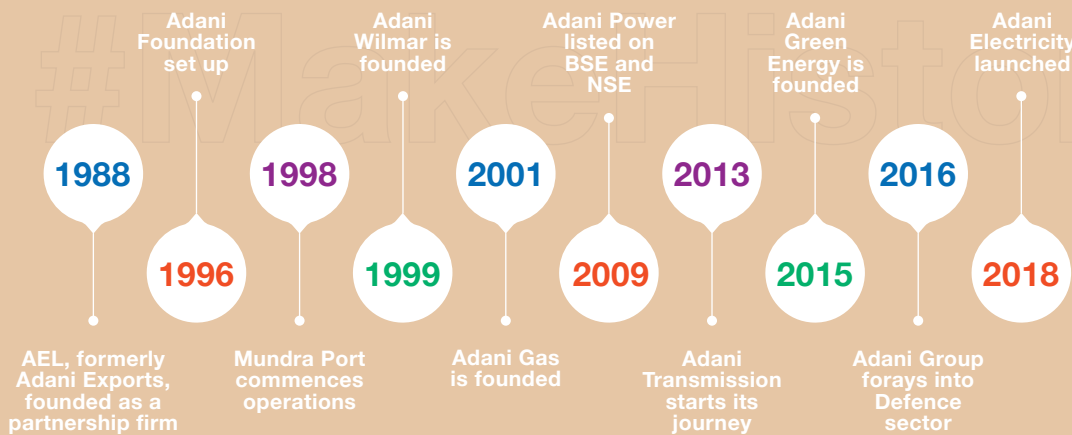 #MakeHistor
Adani
Foundation
set up
Adani
Wilmar is
founded
Adani Power
listed on
BSE and
NSE
Adani
Green
Energy is
founded
Adani
Electricity
launched
1988
1998
2001
2013
2016
1996
1999
2009
2015
2018
AEL, formerly
Adani Exports,
founded as a
partnership firm
Mundra Port
commences
operations
Adani Gas
is founded
Adani
Transmission
starts its
journey
Adani Group
forays into
Defence
sector